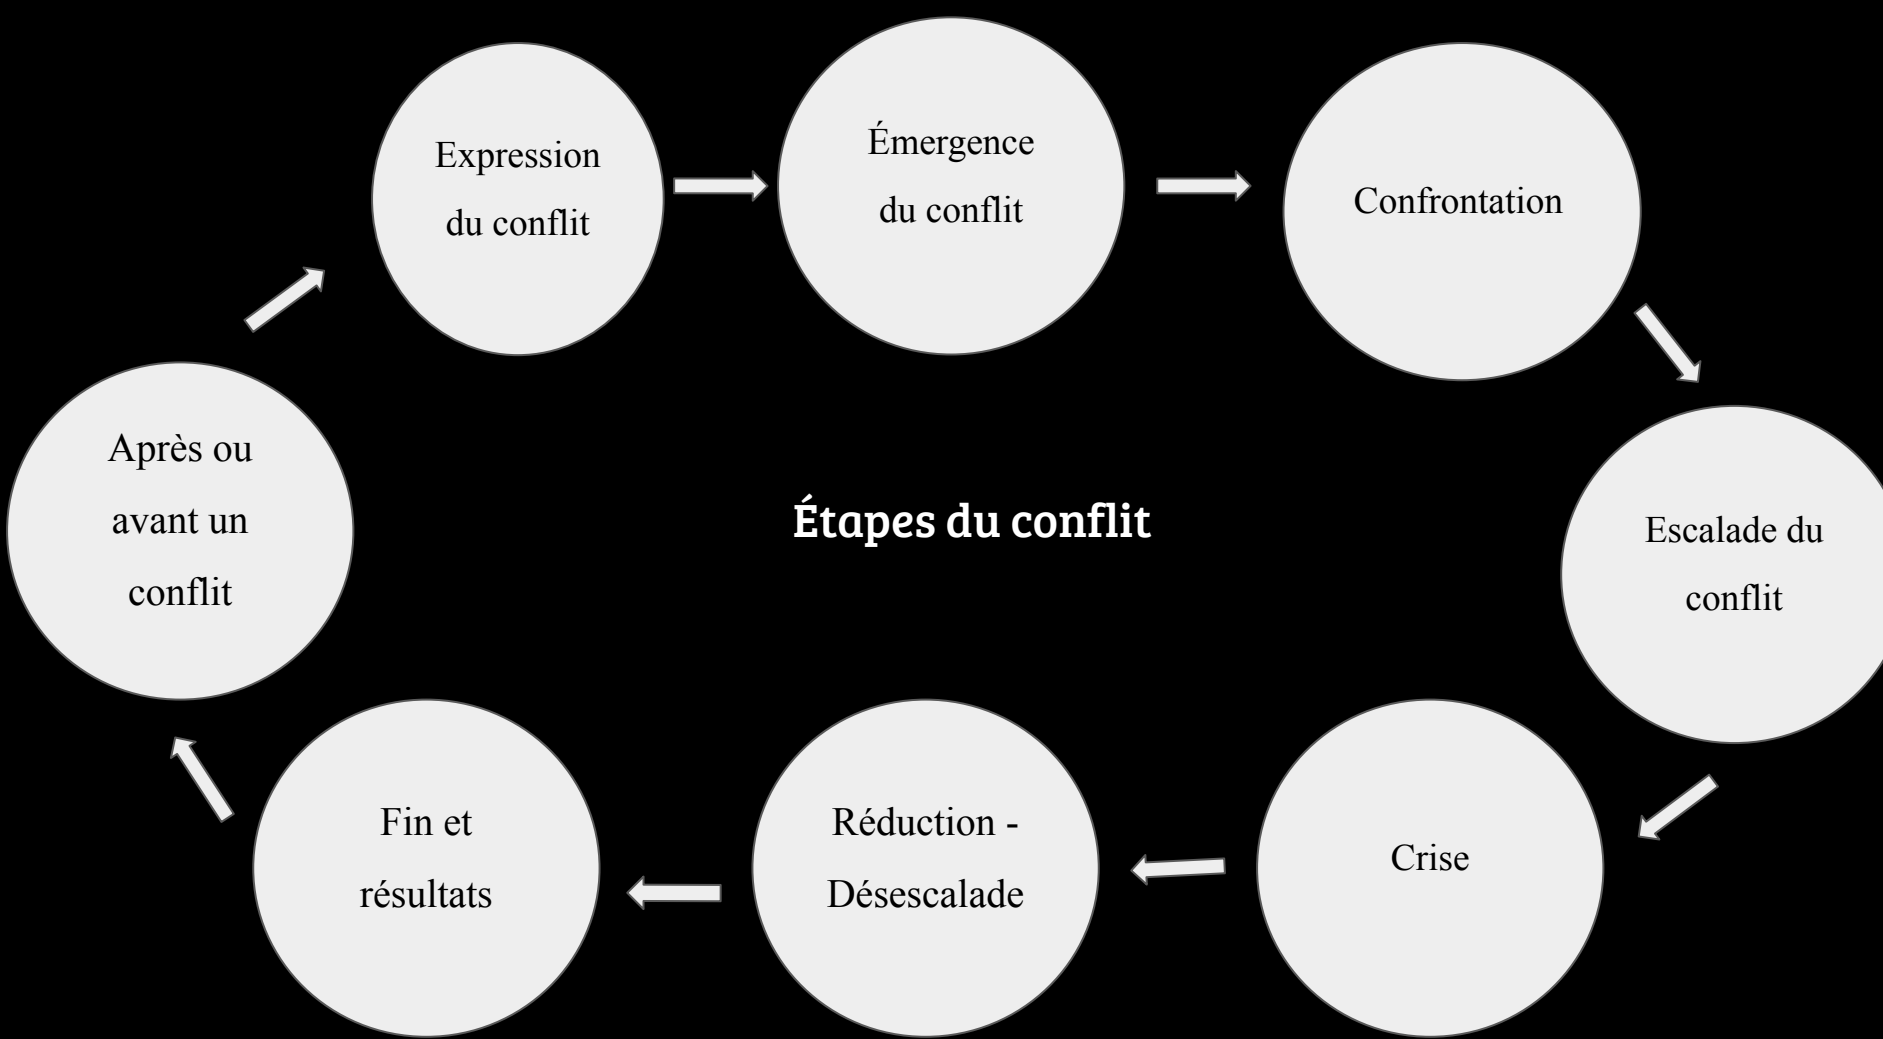 Expression
du conflit
Émergence
du conflit
Confrontation
Après ou
avant un
conflit
Étapes du conflit
Escalade du
conflit
Fin et
résultats
Réduction -
Désescalade
Crise